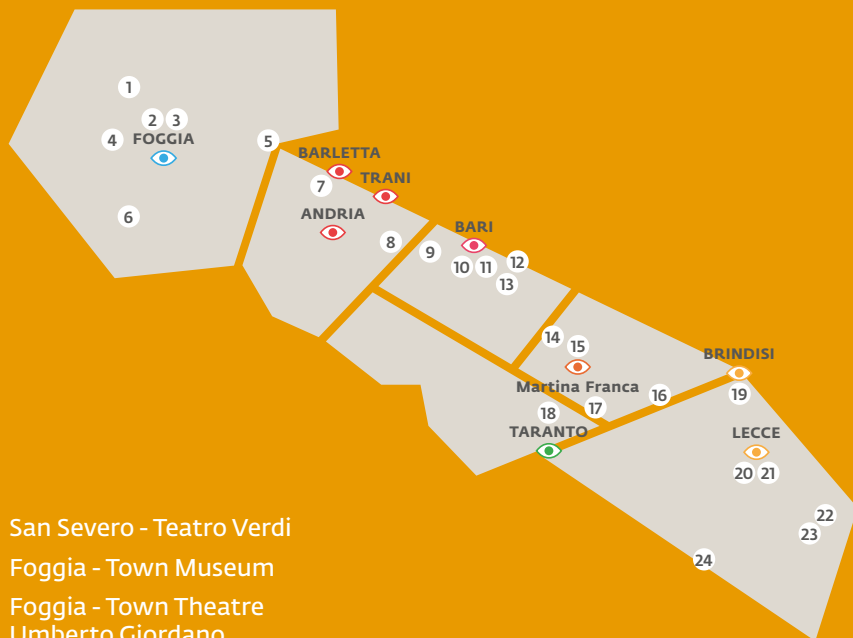 1
2 3
4 FOGGIA 5
BARLETTA
7 TRANI
6 ANDRIA
BARI
8 9
10 11 12
13
14 15
BRINDISI
Martina Franca 16 19
18 17
TARANTO LECCE
20 21
22
23
24
San Severo - Teatro Verdi
Foggia - Town Museum
Foggia - Town Theatre
Umberto Giordano